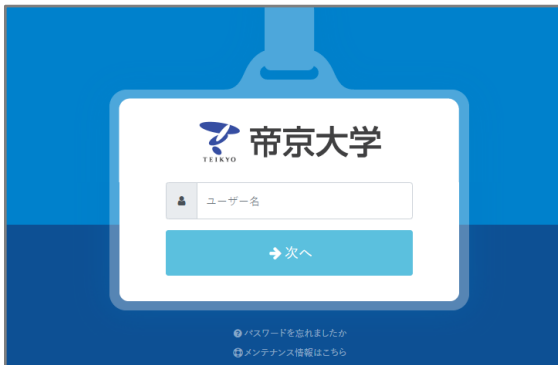 帝京大学
TEIKYO
ユーザー名
次へ
パスワードを忘れましたか
メンテナンス情報はこちら